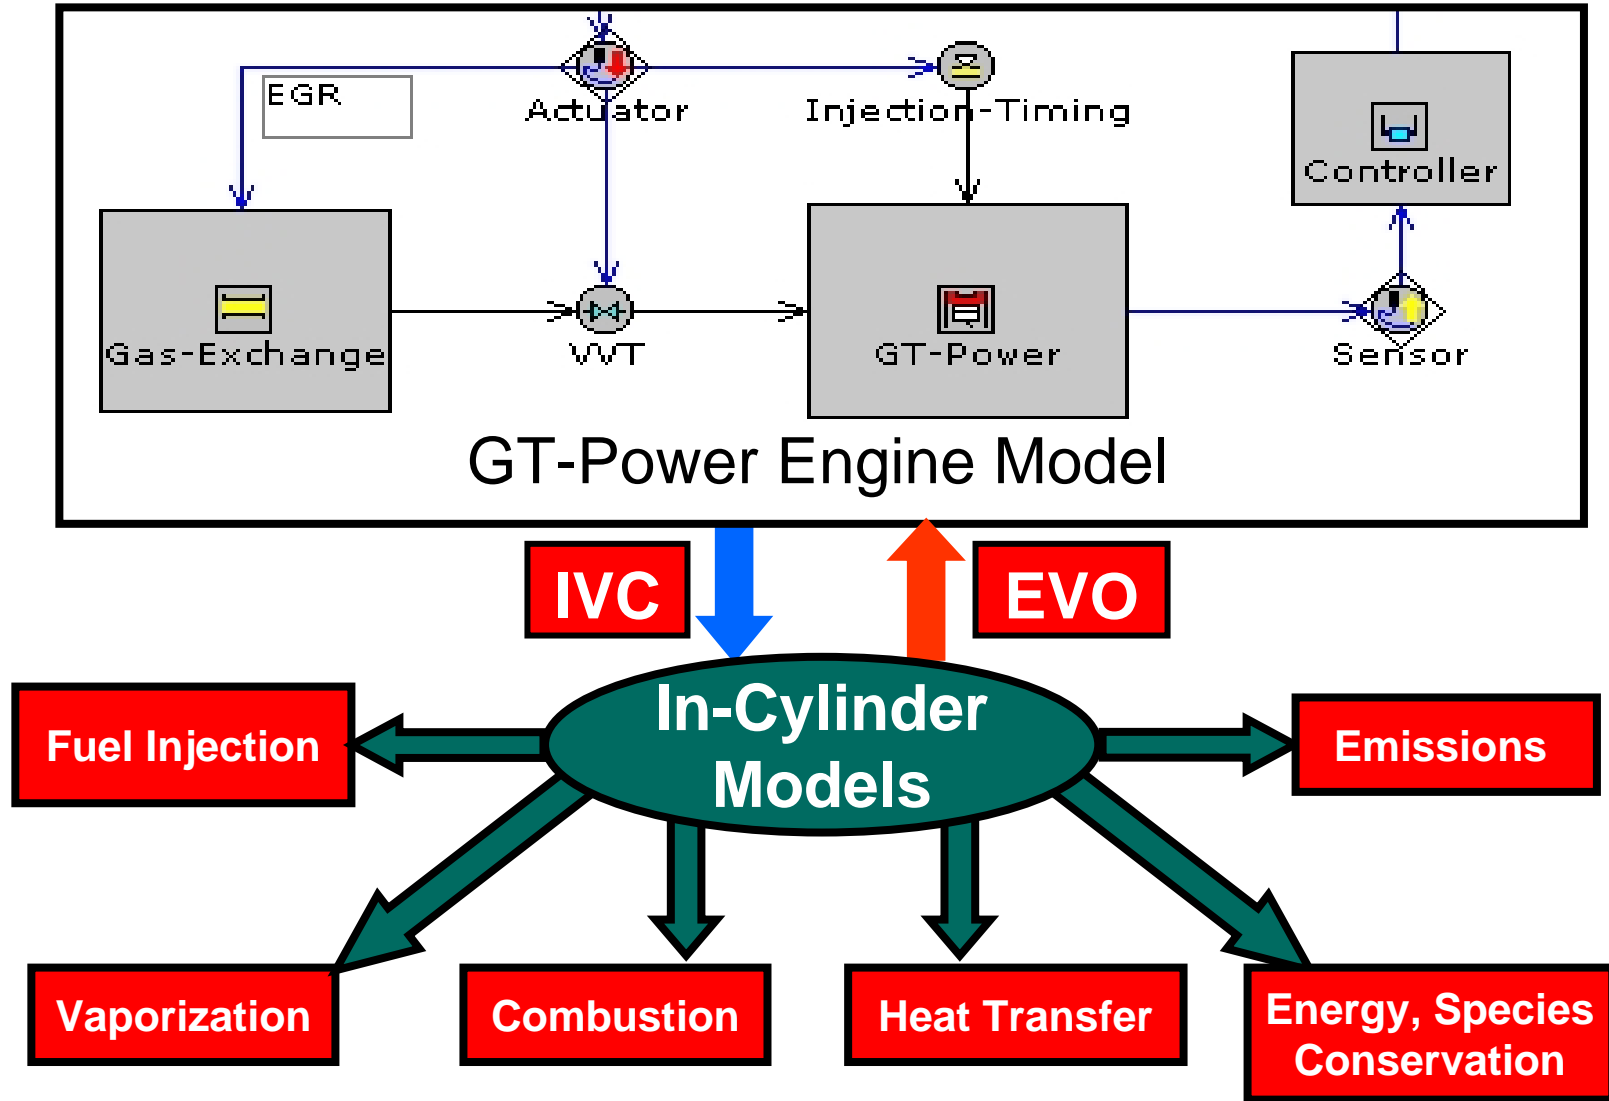 EGR
Actuator
Injection-Timing
Controller
Gas-Exchange
VVT
GT-Power
Sensor
GT-Power Engine Model
IVC
EVO
In-Cylinder
Models
Fuel Injection
Emissions
Vaporization
Combustion
Heat Transfer
Energy, Species
Conservation